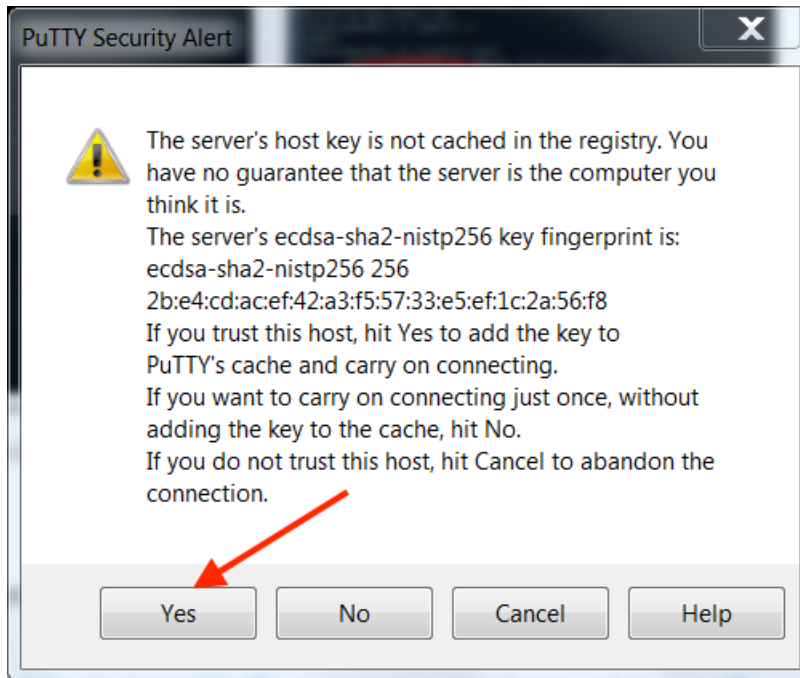 PuTTY Security Alert
X
The server's host key is not cached in the registry. You
have no guarantee that the server is the computer you
think it is.
The server's ecdsa-sha2-nistp256 key fingerprint is:
ecdsa-sha2-nistp256 256
2b:e4:cd:ac:ef:42:a3:f5:57:33:e5:ef:1c:2a:56:f8
If you trust this host, hit Yes to add the key to
PuTTY's cache and carry on connecting.
If you want to carry on connecting just once, without
adding the key to the cache, hit No.
If you do not trust this host, hit Cancel to abandon the
connection.
Yes No Cancel Help